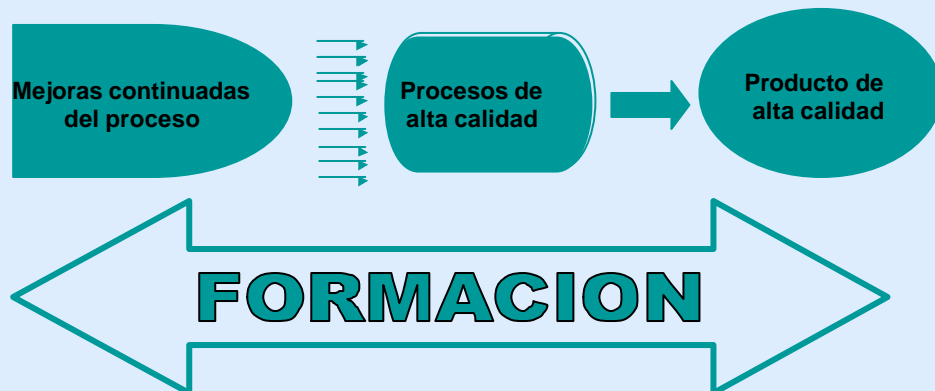 Mejoras continuadas
del proceso
Procesos de
alta calidad
Producto de
alta calidad
FORMACION